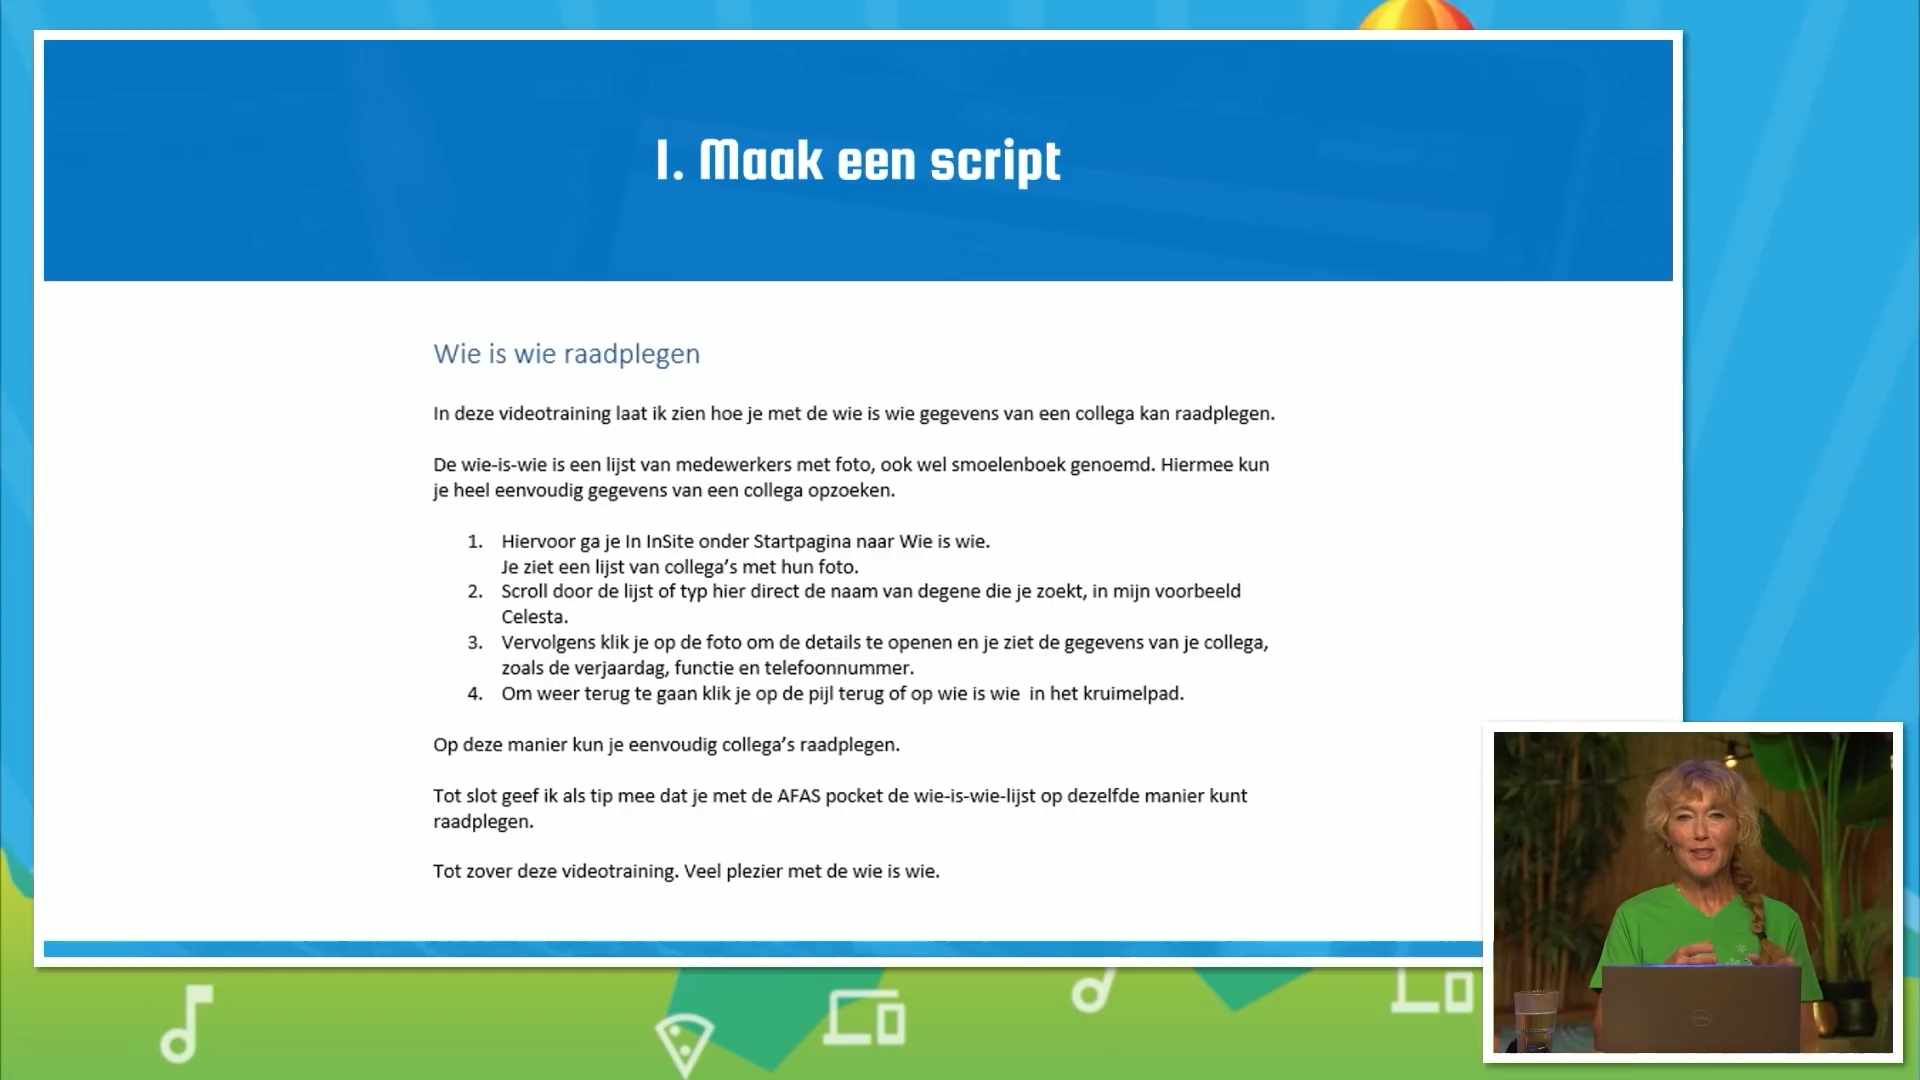 1. Maak een script
Wie is wie raadplegen
In deze videotraining laat ik zien hoe je met de wie is wie gegevens van een collega kan raadplegen.
De wie-is-wie is een lijst van medewerkers met foto, ook wel smoelenboek genoemd. Hiermee kun
je heel eenvoudig gegevens van een collega opzoeken.
1. Hiervoor ga je In InSite onder Startpagina naar Wie is wie.
Je ziet een lijst van collega's met hun foto.
2. Scroll door de lijst of typ hier direct de naam van degene die je zoekt, in mijn voorbeeld
Celesta.
3. Vervolgens klik je op de foto om de details te openen en je ziet de gegevens van je collega,
zoals de verjaardag, functie en telefoonnummer.
4. Om weer terug te gaan klik je op de pijl terug of op wie is wie in het kruimelpad.
Op deze manier kun je eenvoudig collega's raadplegen.
Tot slot geef ik als tip mee dat je met de AFAS pocket de wie-is-wie-lijst op dezelfde manier kunt
raadplegen.
Tot zover deze videotraining. Veel plezier met de wie is wie.